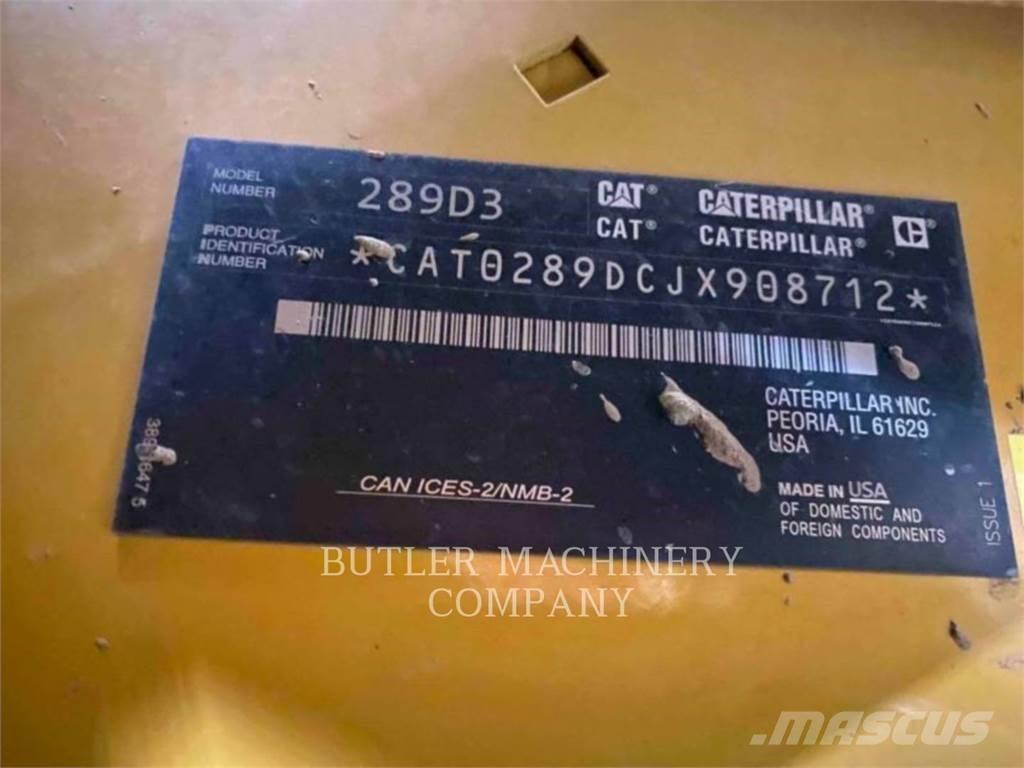 MODEL
NUMBER
289D3
CAT® CATERPILLAR®
CAT® CATERPILLAR®
PRODUCT
IDENTIFICATION
NUMBER
*CAT0289DCJX908712*
CATERPILLAR INC.
PEORIA, IL 61629
USA
CAN ICES-2/NMB-2
MADE IN USA
OF DOMESTIC AND
FOREIGN COMPONENTS
ISSUE 1
BUTLER MACHINERY
COMPANY
MASCUS